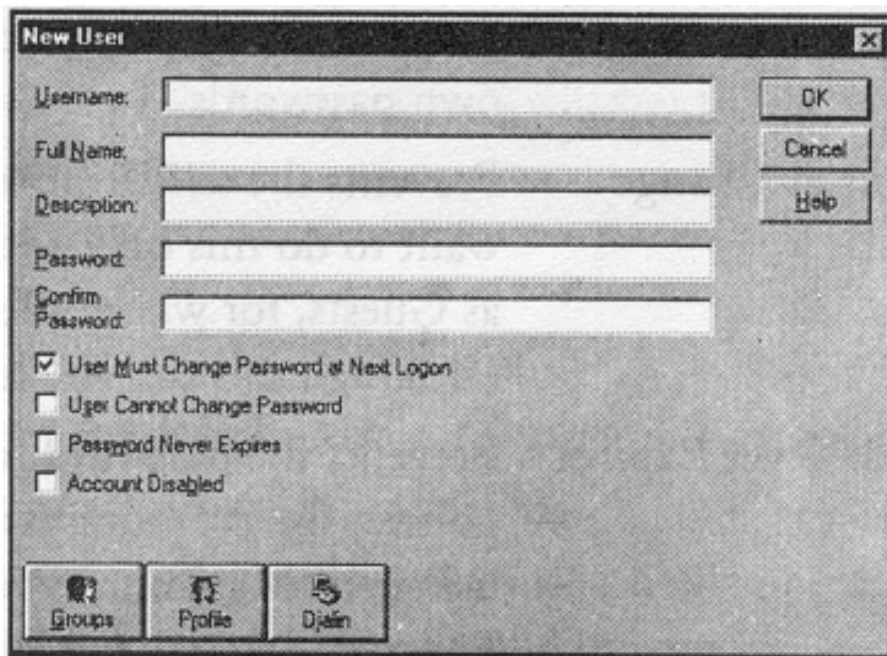 New User
Username:
OK
Full Name:
Cancel
Description:
Help
Password:
Confirm
Password:
User Must Change Password at Next Logon
User Cannot Change Password
Password Never Expires
Account Disabled
Groups
Profile
Dialin